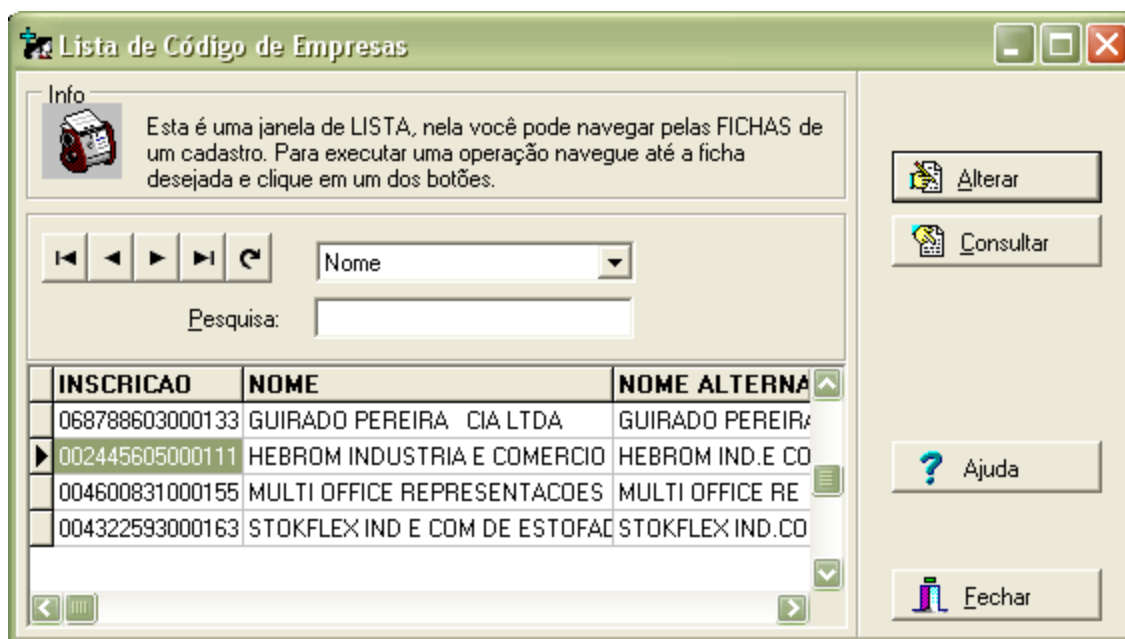 Lista de Código de Empresas
Info
Esta é uma janela de LISTA, nela você pode navegar pelas FICHAS de
um cadastro. Para executar uma operação navegue até a ficha
desejada e clique em um dos botões.
Alterar
Consultar
Nome
Pesquisa:
INSCRICAO NOME NOME ALTERNA
068788603000133 GUIRADO PEREIRA CIA LTDA GUIRADO PEREIRA
002445605000111 HEBROM INDUSTRIA E COMERCIO HEBROM IND.E CO
004600831000155 MULTI OFFICE REPRESENTACOES MULTI OFFICE RE
004322593000163 STOKFLEX IND E COM DE ESTOFAD STOKFLEX IND.CO
Ajuda
Fechar